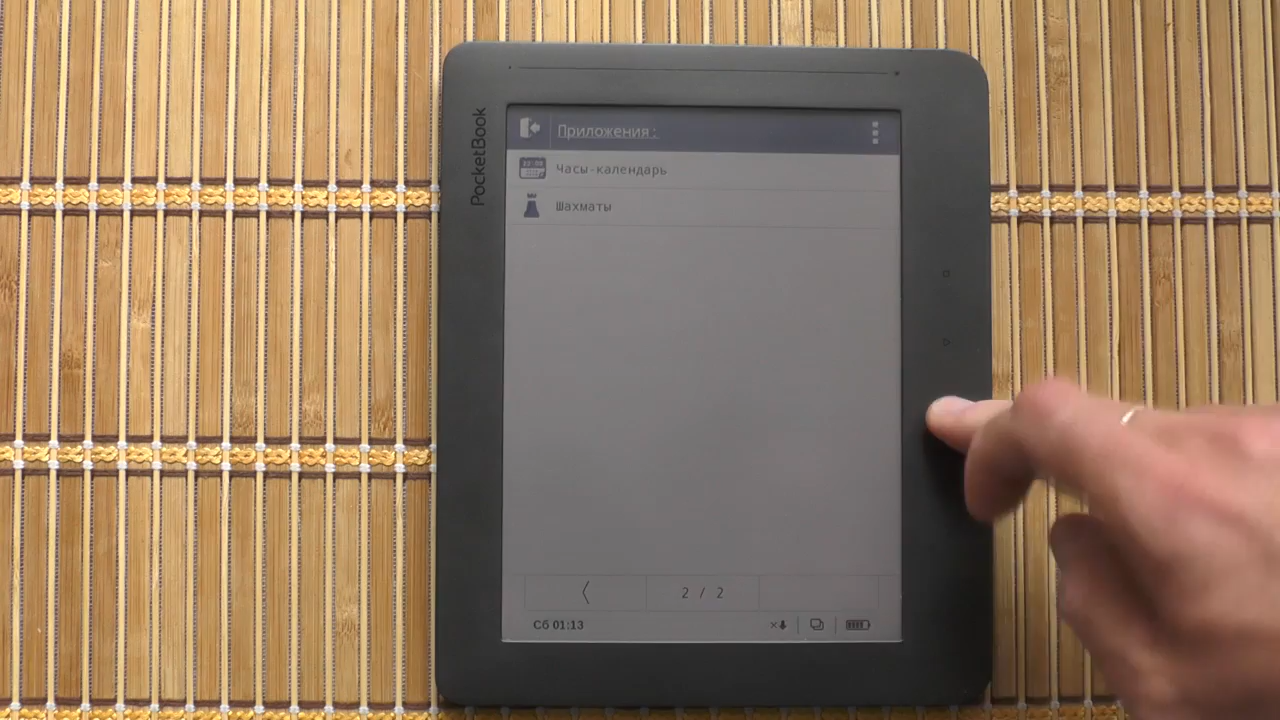 PocketBook
Приложения:
Часы-календарь
Шахматы
2 / 2
Сб 01:13